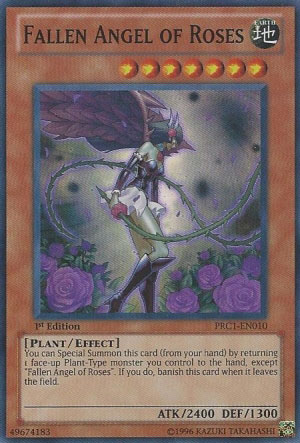 FALLEN ANGEL OF ROSES
EARTH
地
1st Edition
PRC1-EN010
[PLANT/EFFECT]
You can Special Summon this card (from your hand) by returning
1 face-up Plant-Type monster you control to the hand, except
"Fallen Angel of Roses". If you do, banish this card when it leaves
the field.
ATK/2400 DEF/1300
49674183
©1996 KAZUKI TAKAHASHI